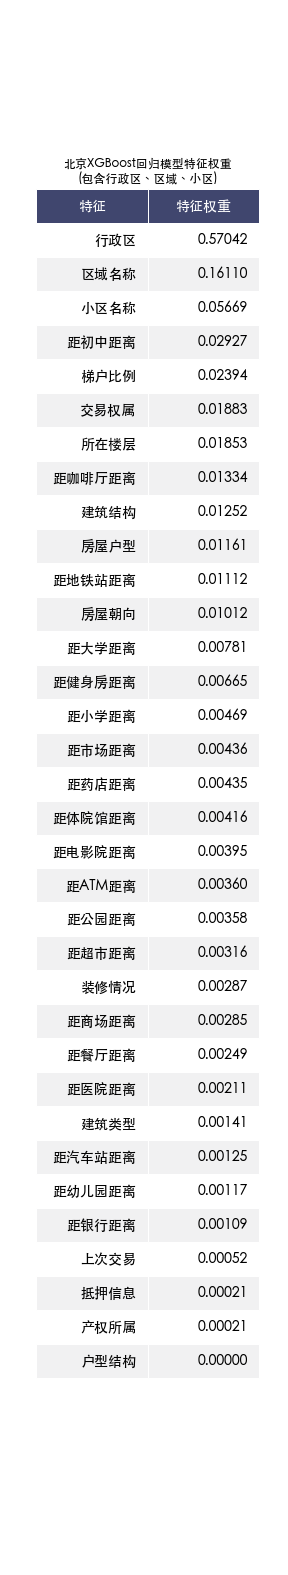 北京XGBoost回归模型特征权重
(包含行政区、区域、小区)
特征 特征权重
行政区 0.57042
区域名称 0.16110
小区名称 0.05669
距初中距离 0.02927
梯户比例 0.02394
交易权属 0.01883
所在楼层 0.01853
距咖啡厅距离 0.01334
建筑结构 0.01252
房屋户型 0.01161
距地铁站距离 0.01112
房屋朝向 0.01012
距大学距离 0.00781
距健身房距离 0.00665
距小学距离 0.00469
距市场距离 0.00436
距药店距离 0.00435
距体院馆距离 0.00416
距电影院距离 0.00395
距ATM距离 0.00360
距公园距离 0.00358
距超市距离 0.00316
装修情况 0.00287
距商场距离 0.00285
距餐厅距离 0.00249
距医院距离 0.00211
建筑类型 0.00141
距汽车站距离 0.00125
距幼儿园距离 0.00117
距银行距离 0.00109
上次交易 0.00052
抵押信息 0.00021
产权所属 0.00021
户型结构 0.00000